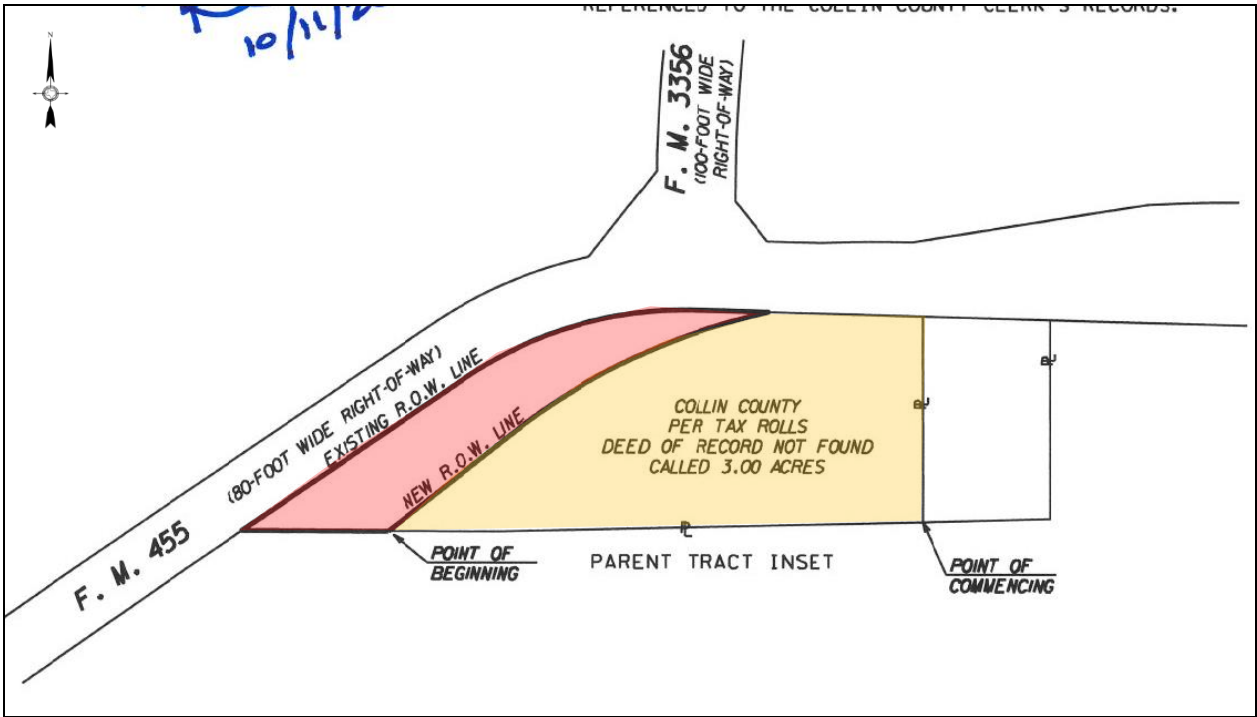 REFERENCES TO THE COLLIN COUNTY CLERK'S RECORDS.
10/11/2
N
F. M. 3356
(100-FOOT WIDE
RIGHT-OF-WAY)
(80-FOOT WIDE RIGHT-OF-WAY)
EXISTING R.O.W. LINE
NEW R.O.W. LINE
COLLIN COUNTY
PER TAX ROLLS
DEED OF RECORD NOT FOUND
CALLED 3.00 ACRES
F. M. 455
POINT OF
BEGINNING
PARENT TRACT INSET
POINT OF
COMMENCING